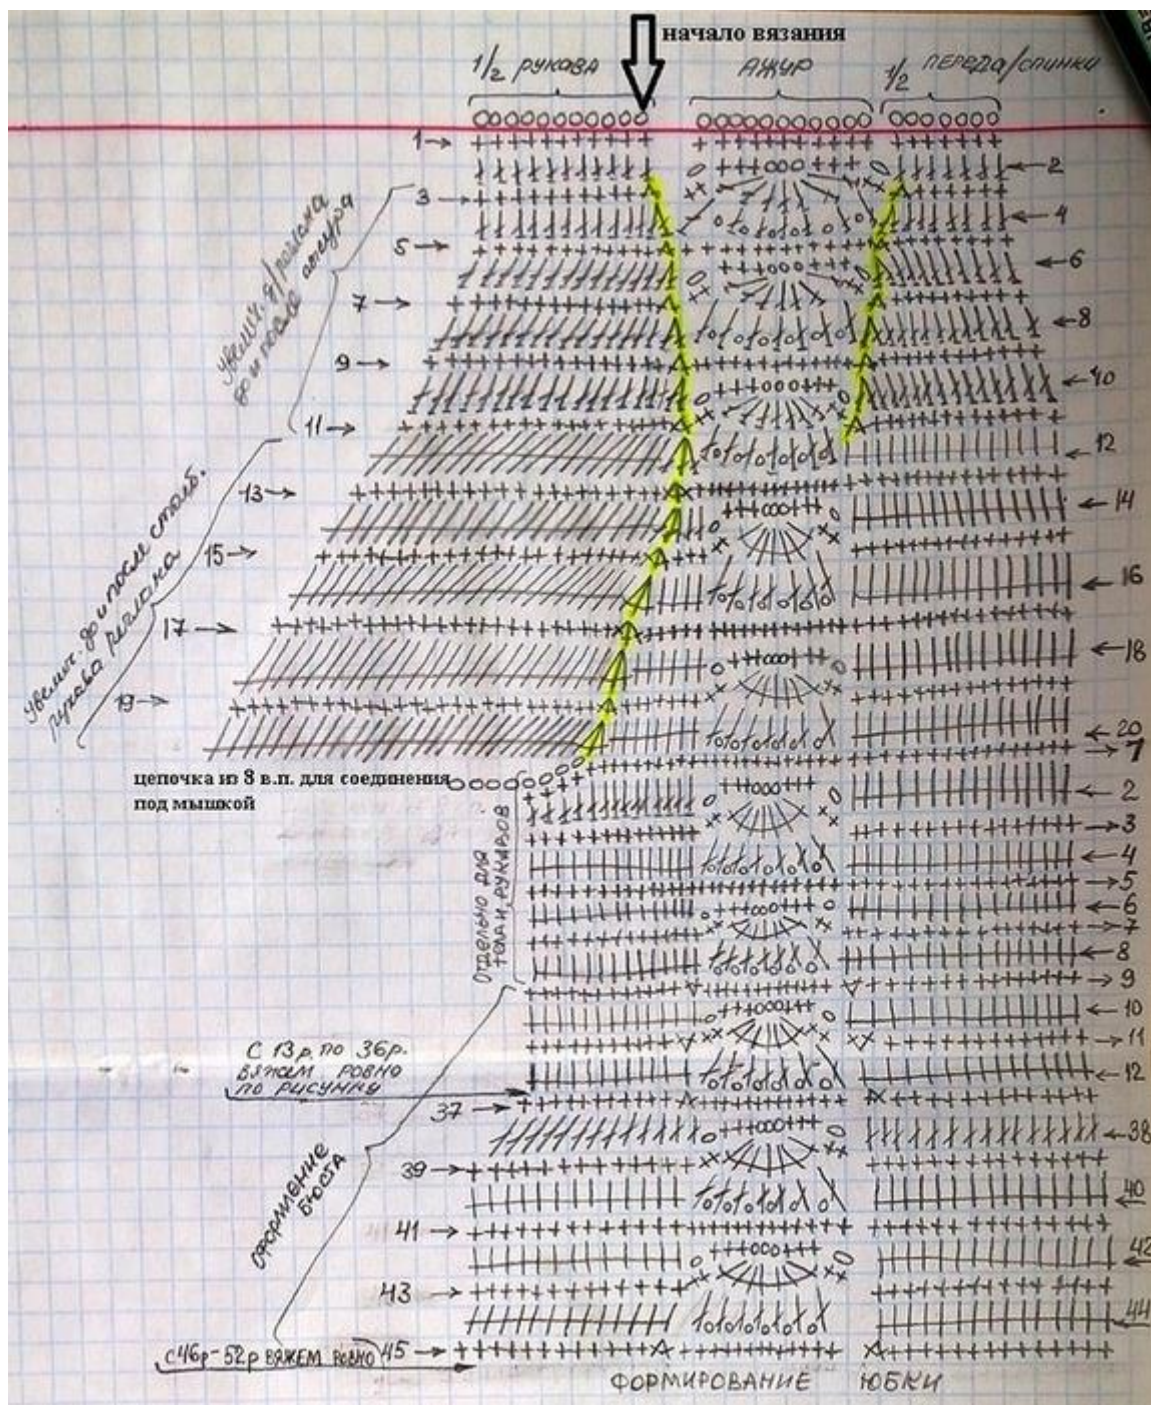 начало вязания
1/2 РУКАВА
АЖУР
1/2 ПЕРЕДА/СПИНКИ
1
2
3
4
5
6
7
8
9
10
11
12
13
14
15
16
17
18
19
20
увелич. д/реглана
до и после ажура
увелич. до и после столб.
рукава реглана
цепочка из 8 в.п. для соединения
под мышкой
1
2
3
4
5
6
7
8
9
10
11
12
ОТДЕЛЬНО ДЛЯ
ТЕЛА И РУКАВОВ
С 13р. ПО 36р.
ВЯЖЕМ РОВНО
ПО РИСУНКУ
37
38
39
40
41
42
43
44
ОФОРМЛЕНИЕ
БЮСТА
С 46р-52р ВЯЖЕМ РОВНО
45
ФОРМИРОВАНИЕ ЮБКИ